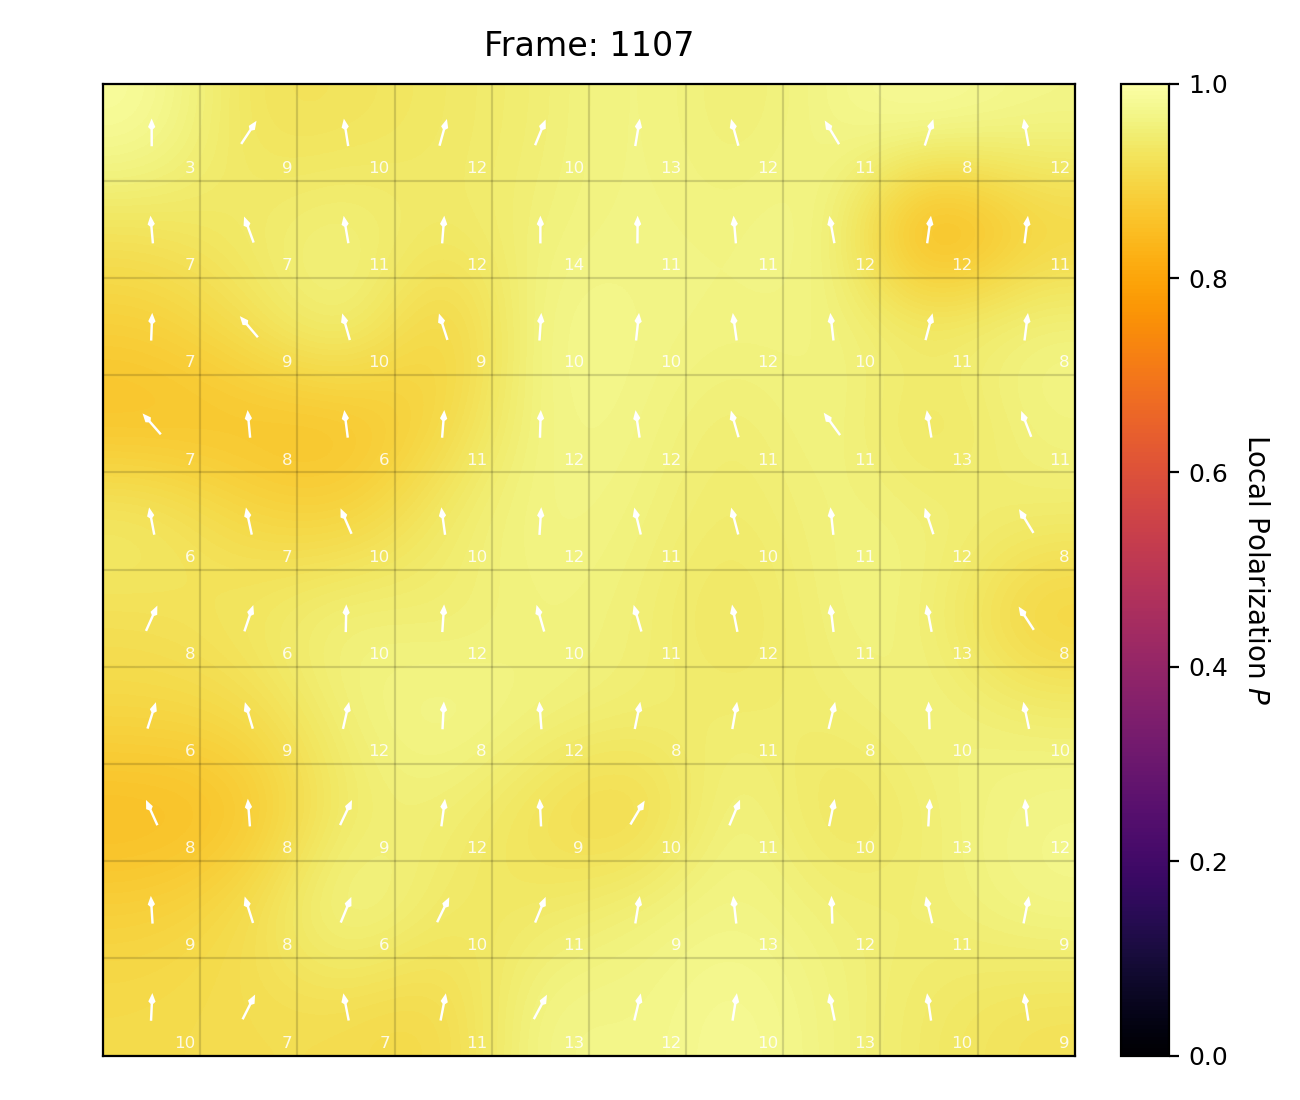 Frame: 1107
3 9 10 12 10 13 12 11 8 12
7 7 11 12 14 11 11 12 12 11
7 9 10 9 10 10 12 10 11 8
7 8 6 11 12 12 11 11 13 11
6 7 10 10 12 11 10 11 12 8
8 6 10 12 10 11 12 11 13 8
6 9 12 8 12 8 11 8 10 10
8 8 9 12 9 10 11 10 13 12
9 8 6 10 11 9 13 12 11 9
10 7 7 11 13 12 10 13 10 9
1.0
0.8
0.6
0.4
0.2
0.0
Local Polarization P